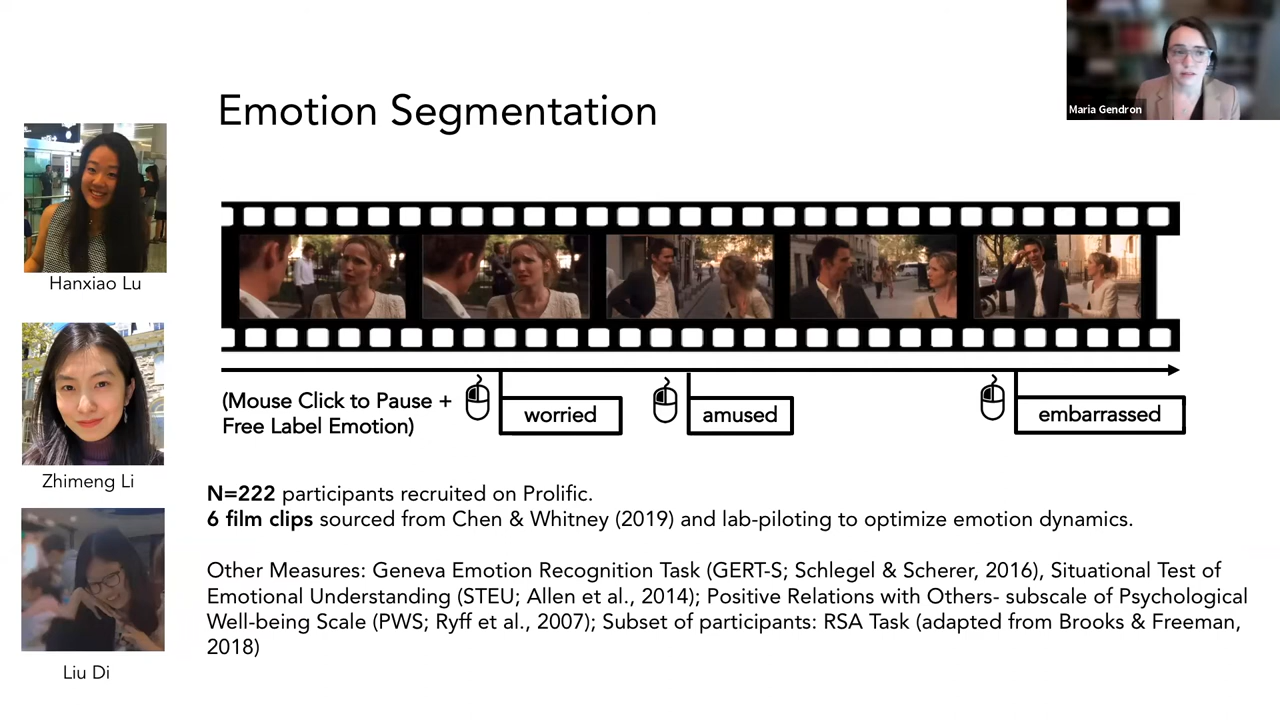 Maria Gendron
Emotion Segmentation
Hanxiao Lu
(Mouse Click to Pause +
Free Label Emotion)
worried
amused
embarrassed
Zhimeng Li
N=222 participants recruited on Prolific.
6 film clips sourced from Chen & Whitney (2019) and lab-piloting to optimize emotion dynamics.
Other Measures: Geneva Emotion Recognition Task (GERT-S; Schlegel & Scherer, 2016), Situational Test of
Emotional Understanding (STEU; Allen et al., 2014); Positive Relations with Others- subscale of Psychological
Well-being Scale (PWS; Ryff et al., 2007); Subset of participants: RSA Task (adapted from Brooks & Freeman,
2018)
Liu Di